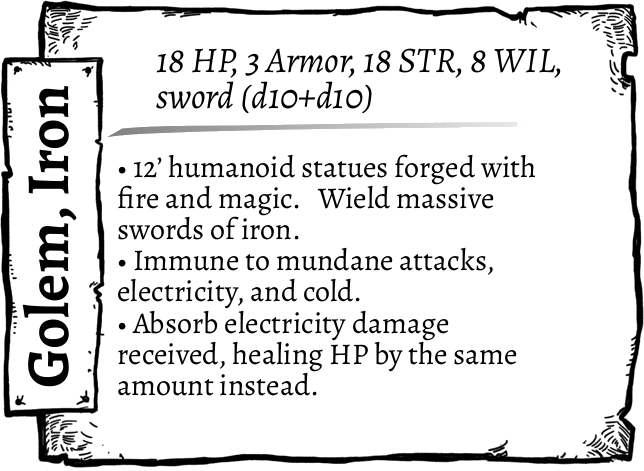 Golem, Iron
18 HP, 3 Armor, 18 STR, 8 WIL,
sword (d10+d10)
• 12’ humanoid statues forged with
fire and magic.   Wield massive
swords of iron.
• Immune to mundane attacks,
electricity, and cold.
• Absorb electricity damage
received, healing HP by the same
amount instead.